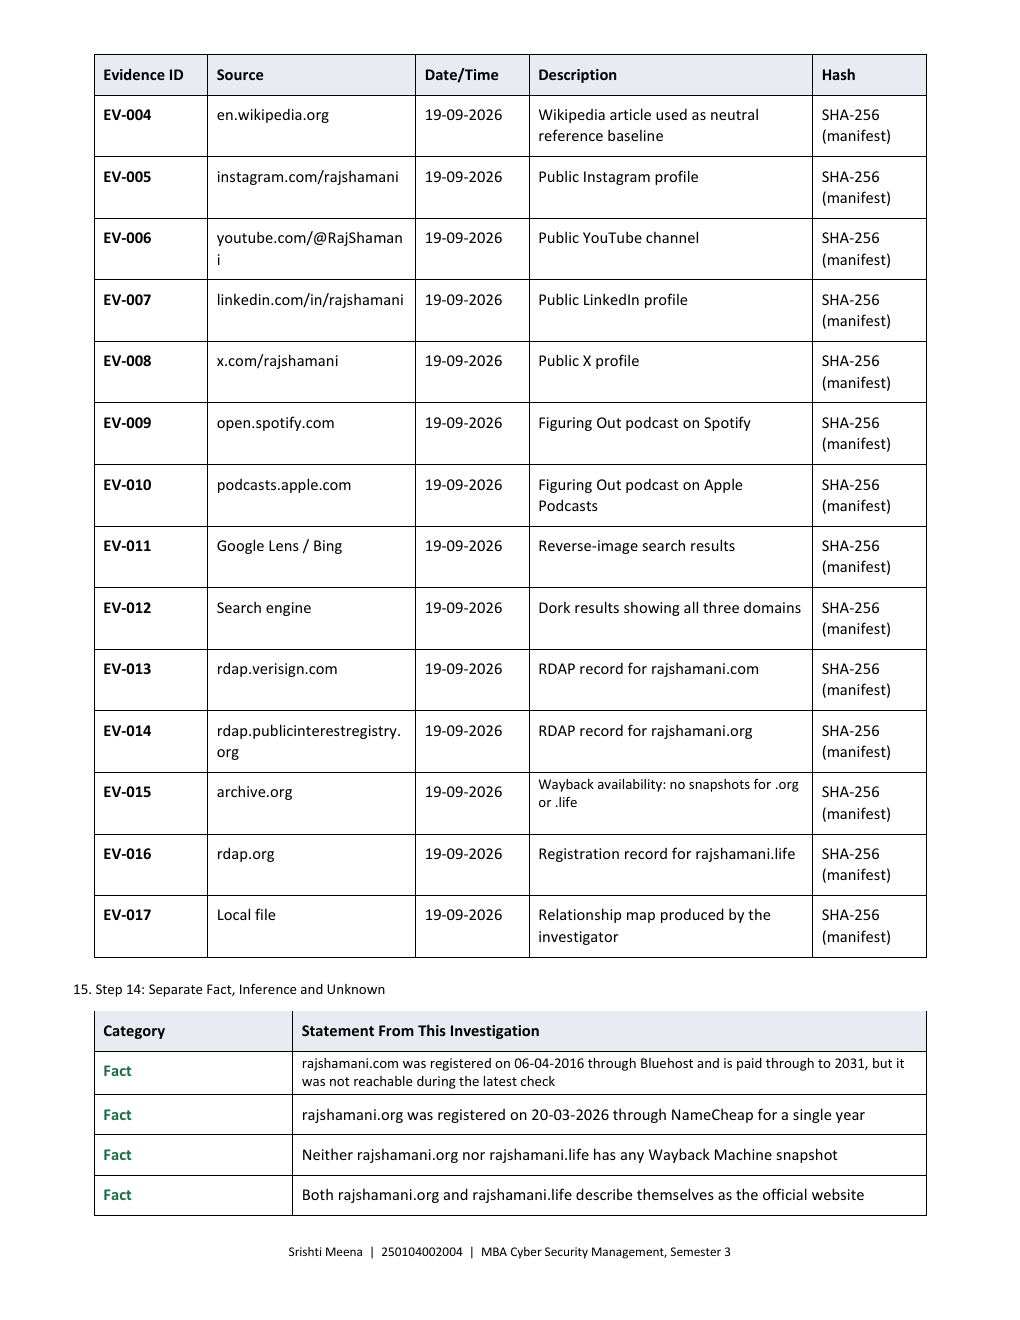 Evidence ID Source Date/Time Description Hash
EV-004 en.wikipedia.org 19-09-2026 Wikipedia article used as neutral SHA-256
reference baseline (manifest)
EV-005 instagram.com/rajshamani 19-09-2026 Public Instagram profile SHA-256
(manifest)
EV-006 youtube.com/@RajShaman 19-09-2026 Public YouTube channel SHA-256
i (manifest)
EV-007 linkedin.com/in/rajshamani 19-09-2026 Public LinkedIn profile SHA-256
(manifest)
EV-008 x.com/rajshamani 19-09-2026 Public X profile SHA-256
(manifest)
EV-009 open.spotify.com 19-09-2026 Figuring Out podcast on Spotify SHA-256
(manifest)
EV-010 podcasts.apple.com 19-09-2026 Figuring Out podcast on Apple SHA-256
Podcasts (manifest)
EV-011 Google Lens / Bing 19-09-2026 Reverse-image search results SHA-256
(manifest)
EV-012 Search engine 19-09-2026 Dork results showing all three domains SHA-256
(manifest)
EV-013 rdap.verisign.com 19-09-2026 RDAP record for rajshamani.com SHA-256
(manifest)
EV-014 rdap.publicinterestregistry. 19-09-2026 RDAP record for rajshamani.org SHA-256
org (manifest)
EV-015 archive.org 19-09-2026 Wayback availability: no snapshots for .org SHA-256
or .life (manifest)
EV-016 rdap.org 19-09-2026 Registration record for rajshamani.life SHA-256
(manifest)
EV-017 Local file 19-09-2026 Relationship map produced by the SHA-256
investigator (manifest)
15. Step 14: Separate Fact, Inference and Unknown
Category Statement From This Investigation
Fact rajshamani.com was registered on 06-04-2016 through Bluehost and is paid through to 2031, but it
was not reachable during the latest check
Fact rajshamani.org was registered on 20-03-2026 through NameCheap for a single year
Fact Neither rajshamani.org nor rajshamani.life has any Wayback Machine snapshot
Fact Both rajshamani.org and rajshamani.life describe themselves as the official website
Srishti Meena | 250104002004 | MBA Cyber Security Management, Semester 3